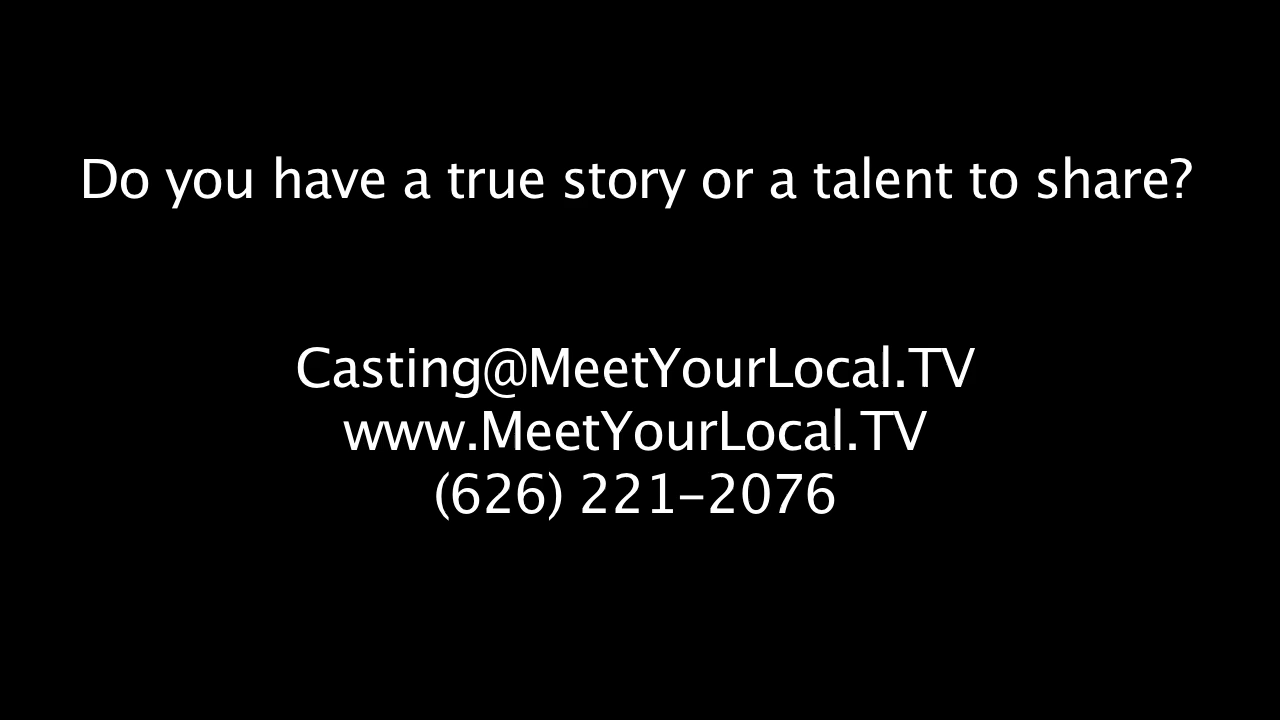 Do you have a true story or a talent to share?
Casting@MeetYourLocal.TV
www.MeetYourLocal.TV
(626) 221-2076